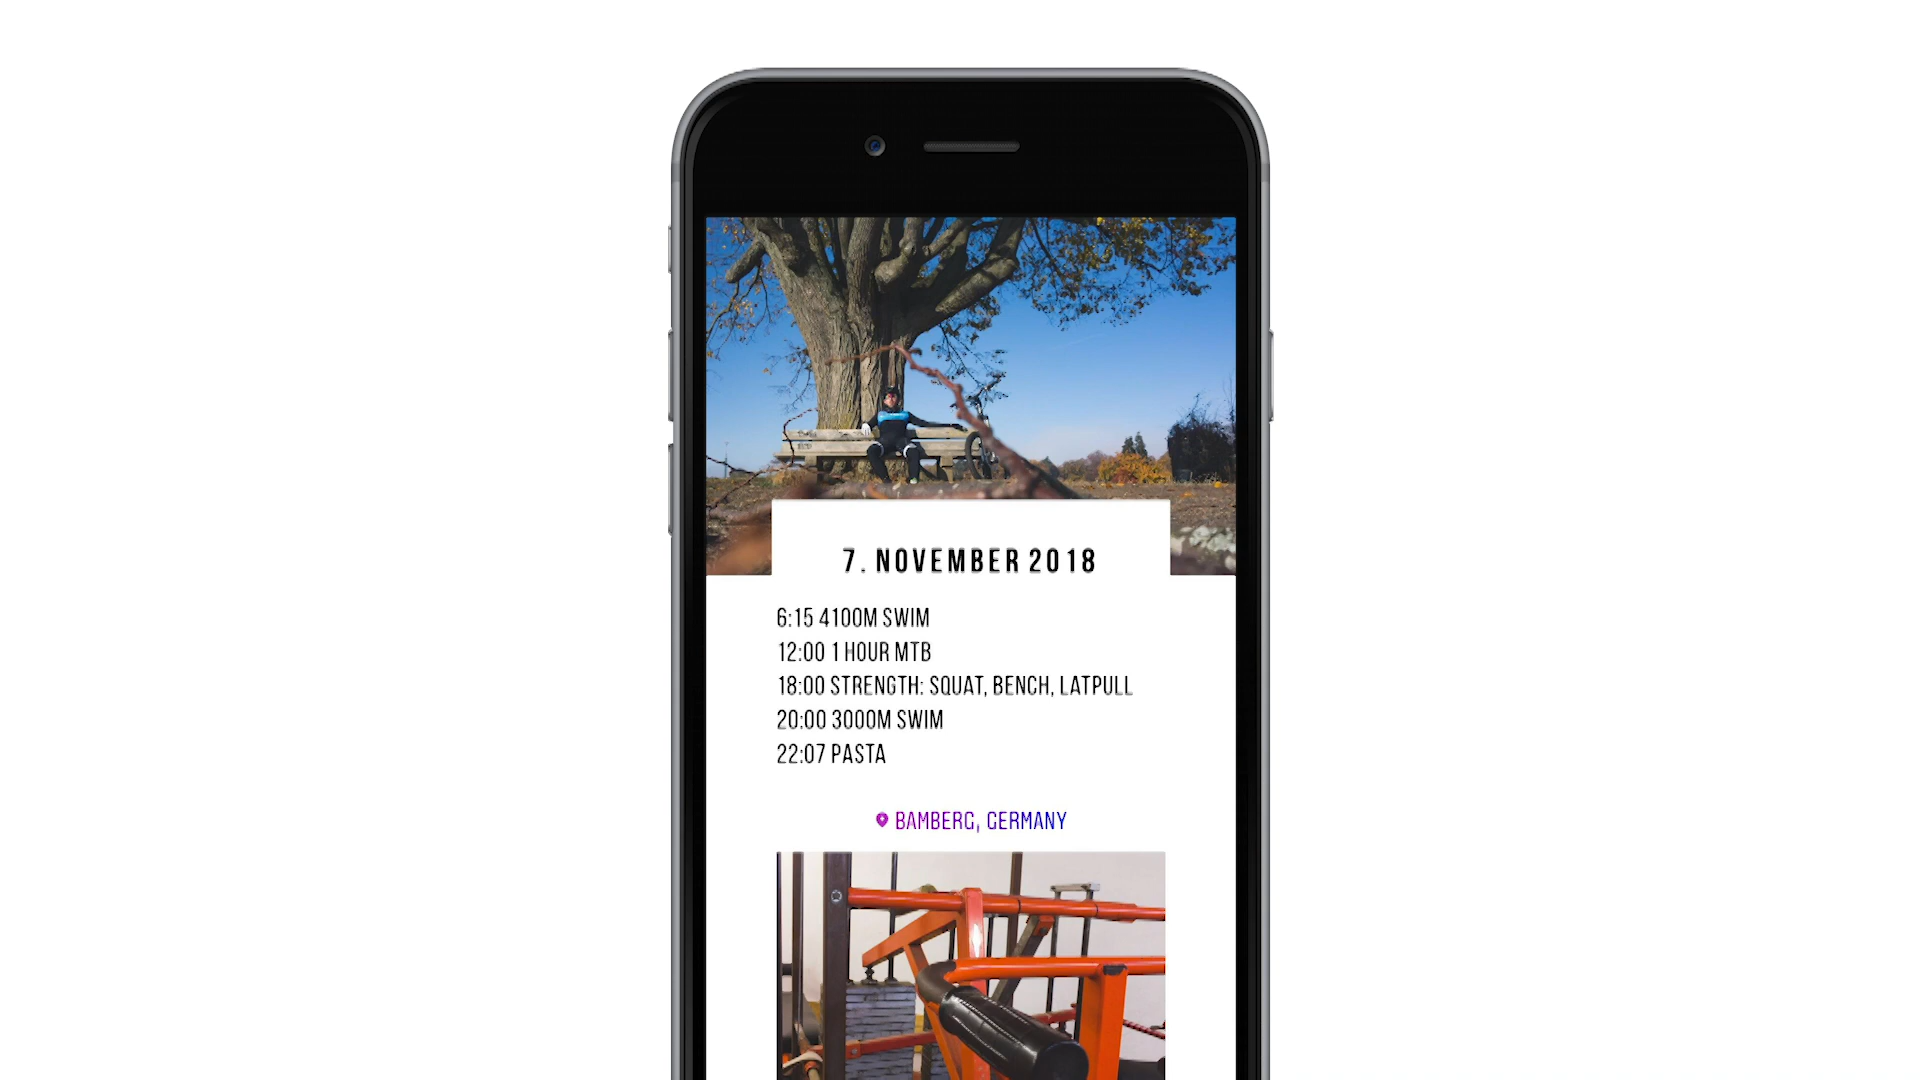 7. NOVEMBER 2018
6:15 4100M SWIM
12:00 1 HOUR MTB
18:00 STRENGTH: SQUAT, BENCH, LATPULL
20:00 3000M SWIM
22:07 PASTA
BAMBERG, GERMANY